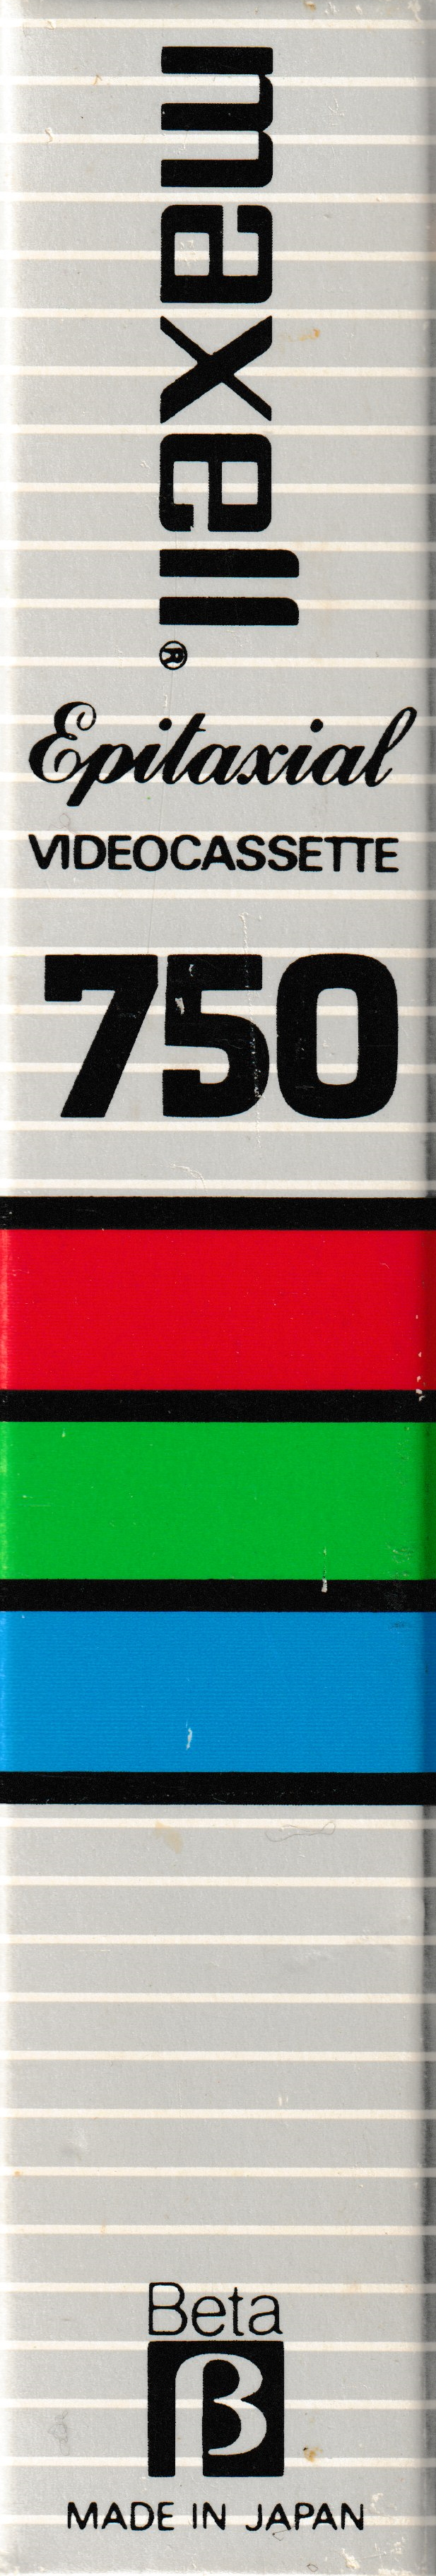 maxell®
Epitaxial
VIDEOCASSETTE
750
Beta
β
MADE IN JAPAN